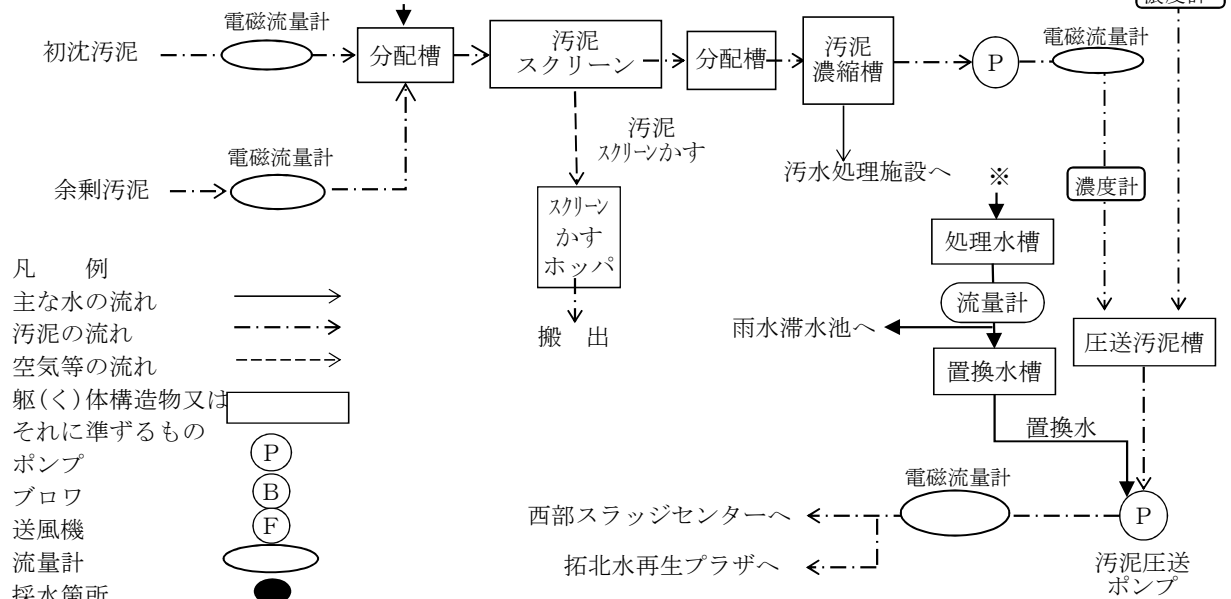 濃度計
電磁流量計
初沈汚泥
分配槽
汚泥
スクリーン
分配槽
汚泥
濃縮槽
P
電磁流量計
汚泥
スクリーンかす
電磁流量計
余剰汚泥
汚水処理施設へ
※
濃度計
スクリーン
かす
ホッパ
処理水槽
流量計
雨水滞水池へ
圧送汚泥槽
搬 出
置換水槽
置換水
凡 例
主な水の流れ
汚泥の流れ
空気等の流れ
躯(く)体構造物又は
それに準ずるもの
ポンプ
P
ブロワ
B
送風機
F
流量計
採水箇所
電磁流量計
西部スラッジセンターへ
P
拓北水再生プラザへ
汚泥圧送
ポンプ